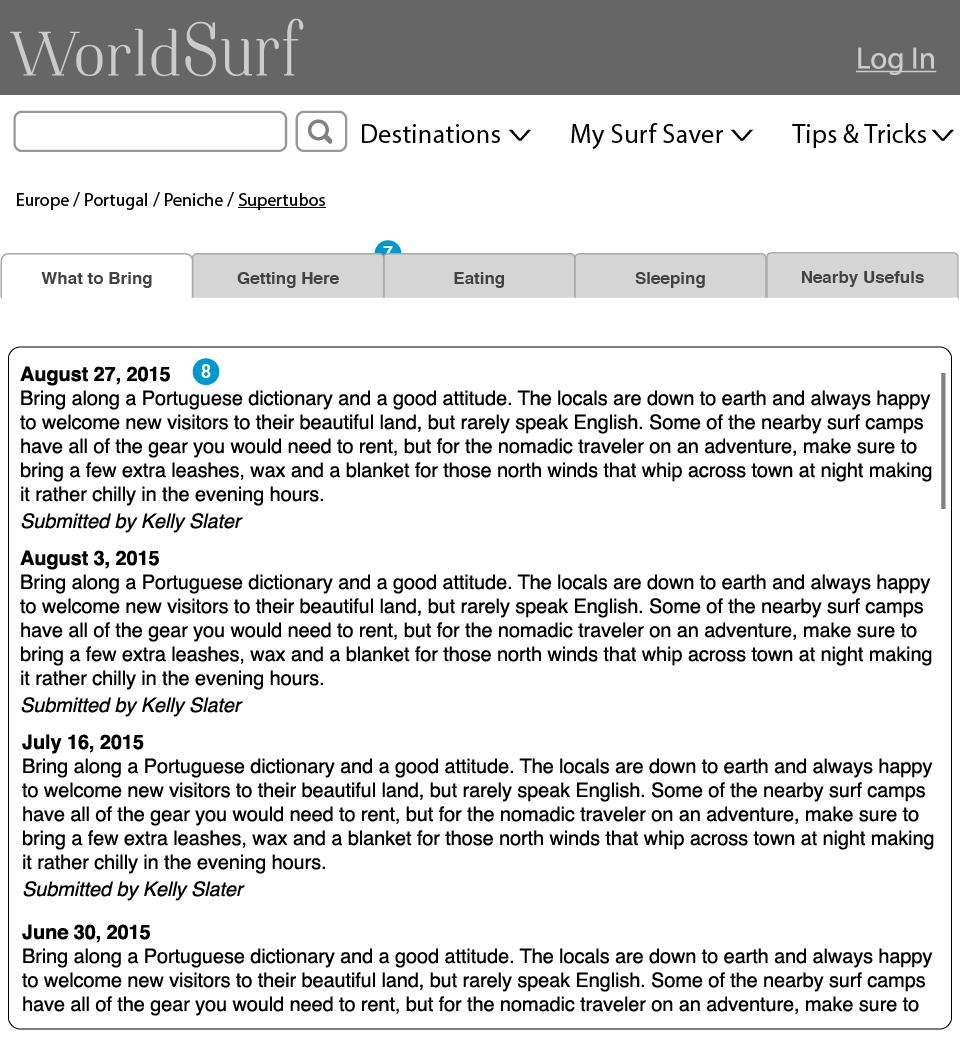 WorldSurf
Log In
Destinations My Surf Saver Tips & Tricks
Europe / Portugal / Peniche / Supertubos
7
What to Bring Getting Here Eating Sleeping Nearby Usefuls
August 27, 2015 8
Bring along a Portuguese dictionary and a good attitude. The locals are down to earth and always happy
to welcome new visitors to their beautiful land, but rarely speak English. Some of the nearby surf camps
have all of the gear you would need to rent, but for the nomadic traveler on an adventure, make sure to
bring a few extra leashes, wax and a blanket for those north winds that whip across town at night making
it rather chilly in the evening hours.
Submitted by Kelly Slater
August 3, 2015
Bring along a Portuguese dictionary and a good attitude. The locals are down to earth and always happy
to welcome new visitors to their beautiful land, but rarely speak English. Some of the nearby surf camps
have all of the gear you would need to rent, but for the nomadic traveler on an adventure, make sure to
bring a few extra leashes, wax and a blanket for those north winds that whip across town at night making
it rather chilly in the evening hours.
Submitted by Kelly Slater
July 16, 2015
Bring along a Portuguese dictionary and a good attitude. The locals are down to earth and always happy
to welcome new visitors to their beautiful land, but rarely speak English. Some of the nearby surf camps
have all of the gear you would need to rent, but for the nomadic traveler on an adventure, make sure to
bring a few extra leashes, wax and a blanket for those north winds that whip across town at night making
it rather chilly in the evening hours.
Submitted by Kelly Slater
June 30, 2015
Bring along a Portuguese dictionary and a good attitude. The locals are down to earth and always happy
to welcome new visitors to their beautiful land, but rarely speak English. Some of the nearby surf camps
have all of the gear you would need to rent, but for the nomadic traveler on an adventure, make sure to